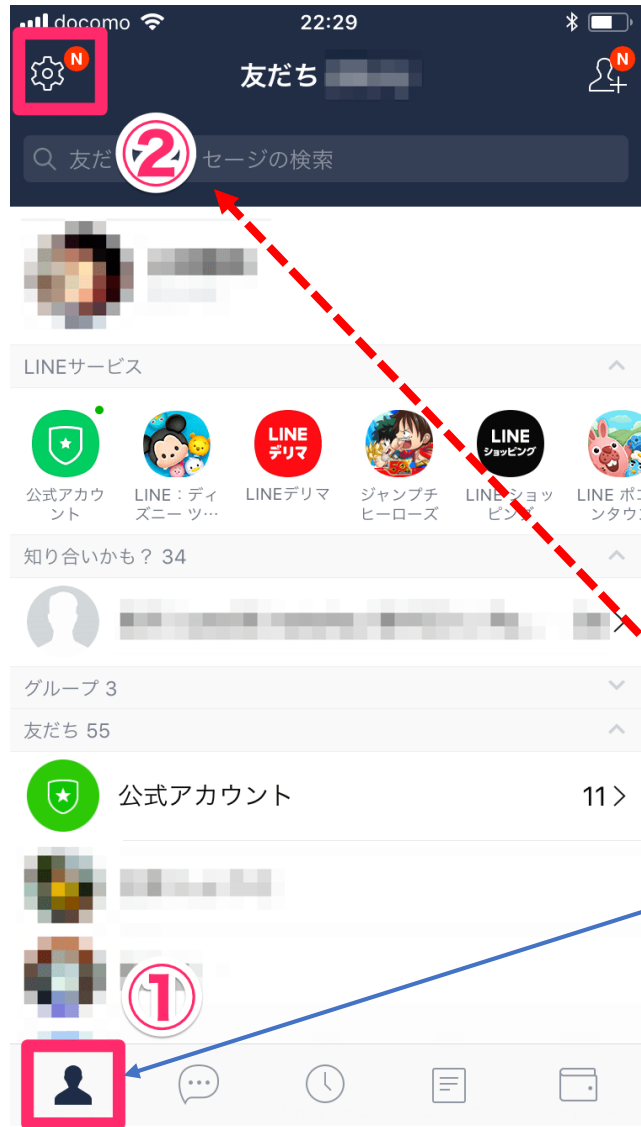 docomo 22:29
N
友だち
N
友だ
②
セージの検索
LINEサービス
LINE
デリマ
LINE
ショッピング
公式アカウ
ント
LINE：ディ
ズニー ツ…
LINEデリマ
ジャンプチ
ヒーローズ
LINE ショッ
ピング
LINE ポコ
ンタウン
知り合いかも？ 34
グループ 3
友だち 55
公式アカウント 11
①